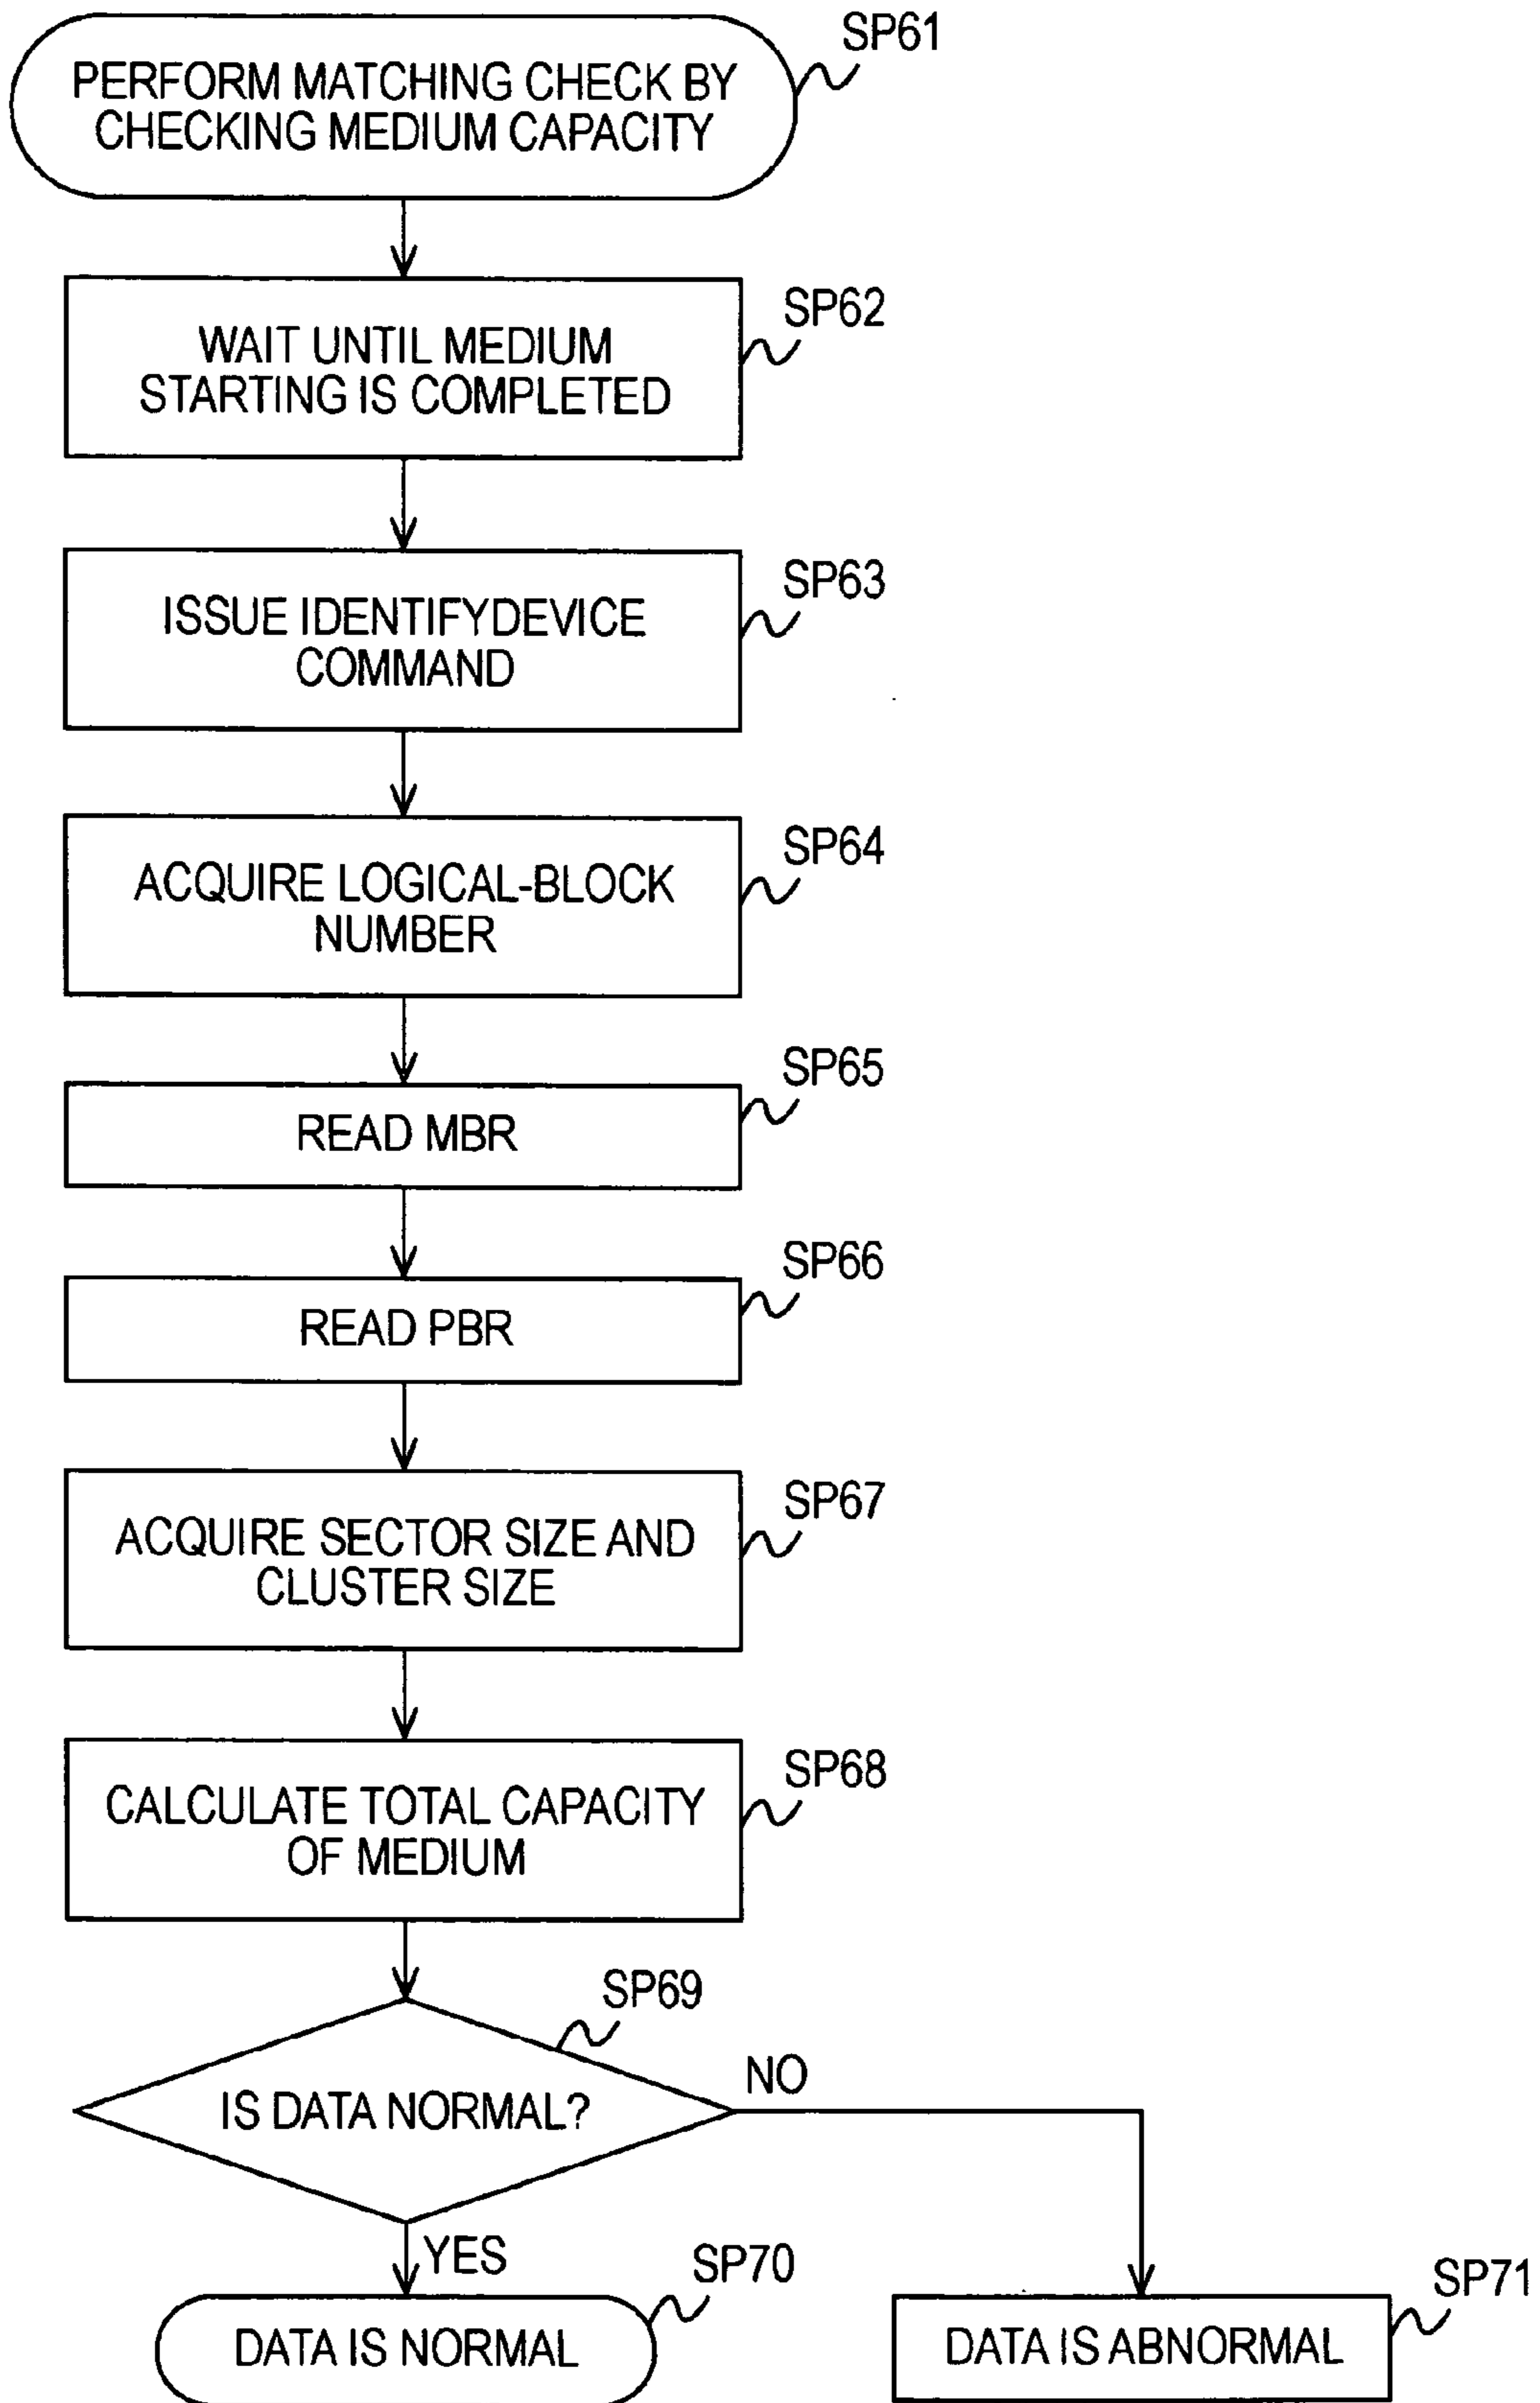 SP61
PERFORM MATCHING CHECK BY
CHECKING MEDIUM CAPACITY
SP62
WAIT UNTIL MEDIUM
STARTING IS COMPLETED
SP63
ISSUE IDENTIFYDEVICE
COMMAND
SP64
ACQUIRE LOGICAL-BLOCK
NUMBER
SP65
READ MBR
SP66
READ PBR
SP67
ACQUIRE SECTOR SIZE AND
CLUSTER SIZE
SP68
CALCULATE TOTAL CAPACITY
OF MEDIUM
SP69
IS DATA NORMAL?
NO
YES
SP70
DATA IS NORMAL
SP71
DATA IS ABNORMAL